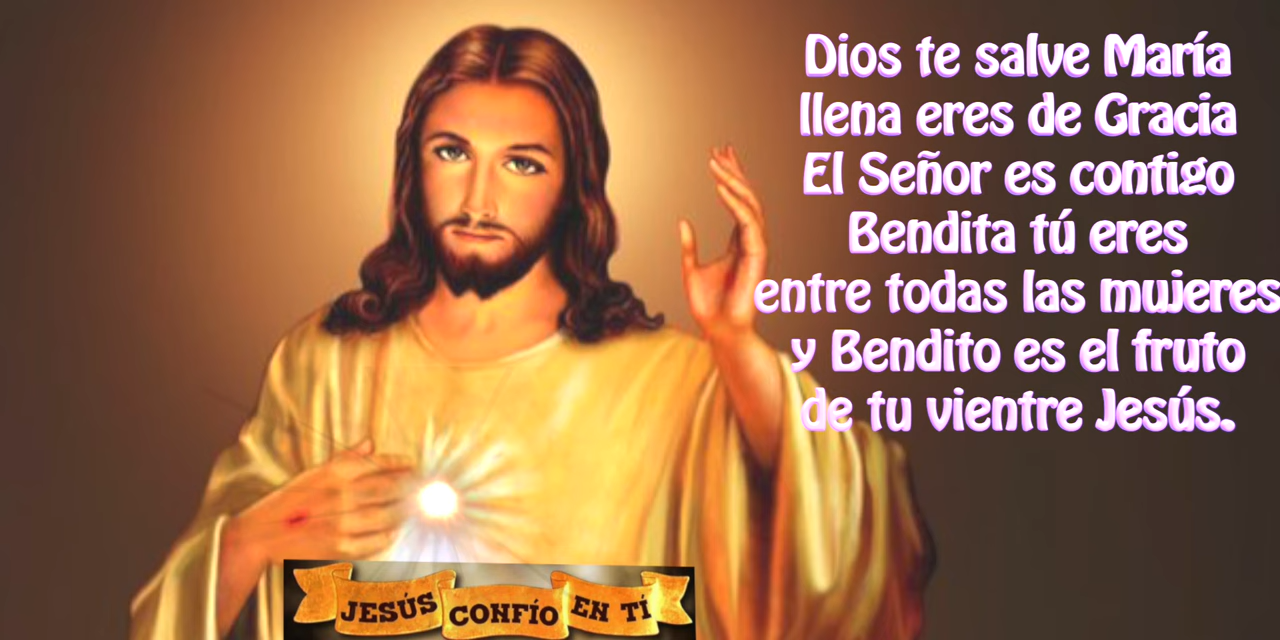 Dios te salve María
llena eres de Gracia
El Señor es contigo
Bendita tú eres
entre todas las mujeres
y Bendito es el fruto
de tu vientre Jesús.
JESÚS CONFÍO EN TÍ